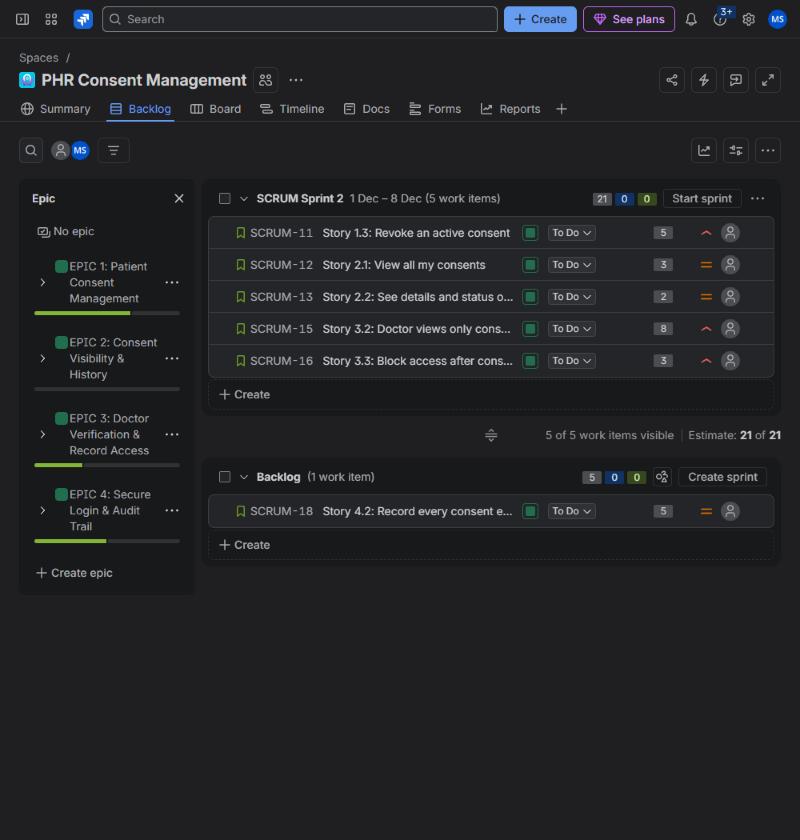 Search
Create
See plans
3+
MS
Spaces /
PHR Consent Management
Summary
Backlog
Board
Timeline
Docs
Forms
Reports
MS
Epic
No epic
EPIC 1: Patient
Consent
Management
EPIC 2: Consent
Visibility &
History
EPIC 3: Doctor
Verification &
Record Access
EPIC 4: Secure
Login & Audit
Trail
Create epic
SCRUM Sprint 2 1 Dec – 8 Dec (5 work items) 21 0 0 Start sprint
SCRUM-11 Story 1.3: Revoke an active consent To Do 5
SCRUM-12 Story 2.1: View all my consents To Do 3
SCRUM-13 Story 2.2: See details and status o... To Do 2
SCRUM-15 Story 3.2: Doctor views only cons... To Do 8
SCRUM-16 Story 3.3: Block access after cons... To Do 3
Create
5 of 5 work items visible | Estimate: 21 of 21
Backlog (1 work item) 5 0 0 Create sprint
SCRUM-18 Story 4.2: Record every consent e... To Do 5
Create